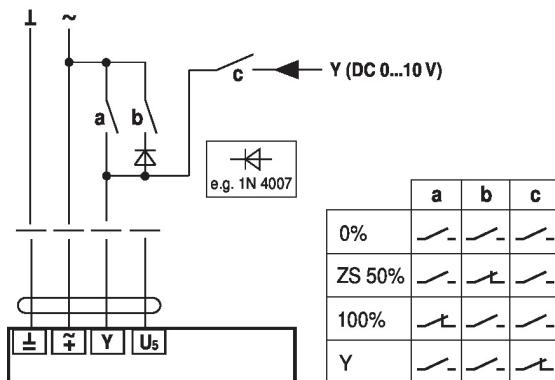 ⊥ ~
c
Y (DC 0...10 V)
a b
e.g. 1N 4007
a b c
0%
ZS 50%
100%
Y
⊥ ~ + Y U5